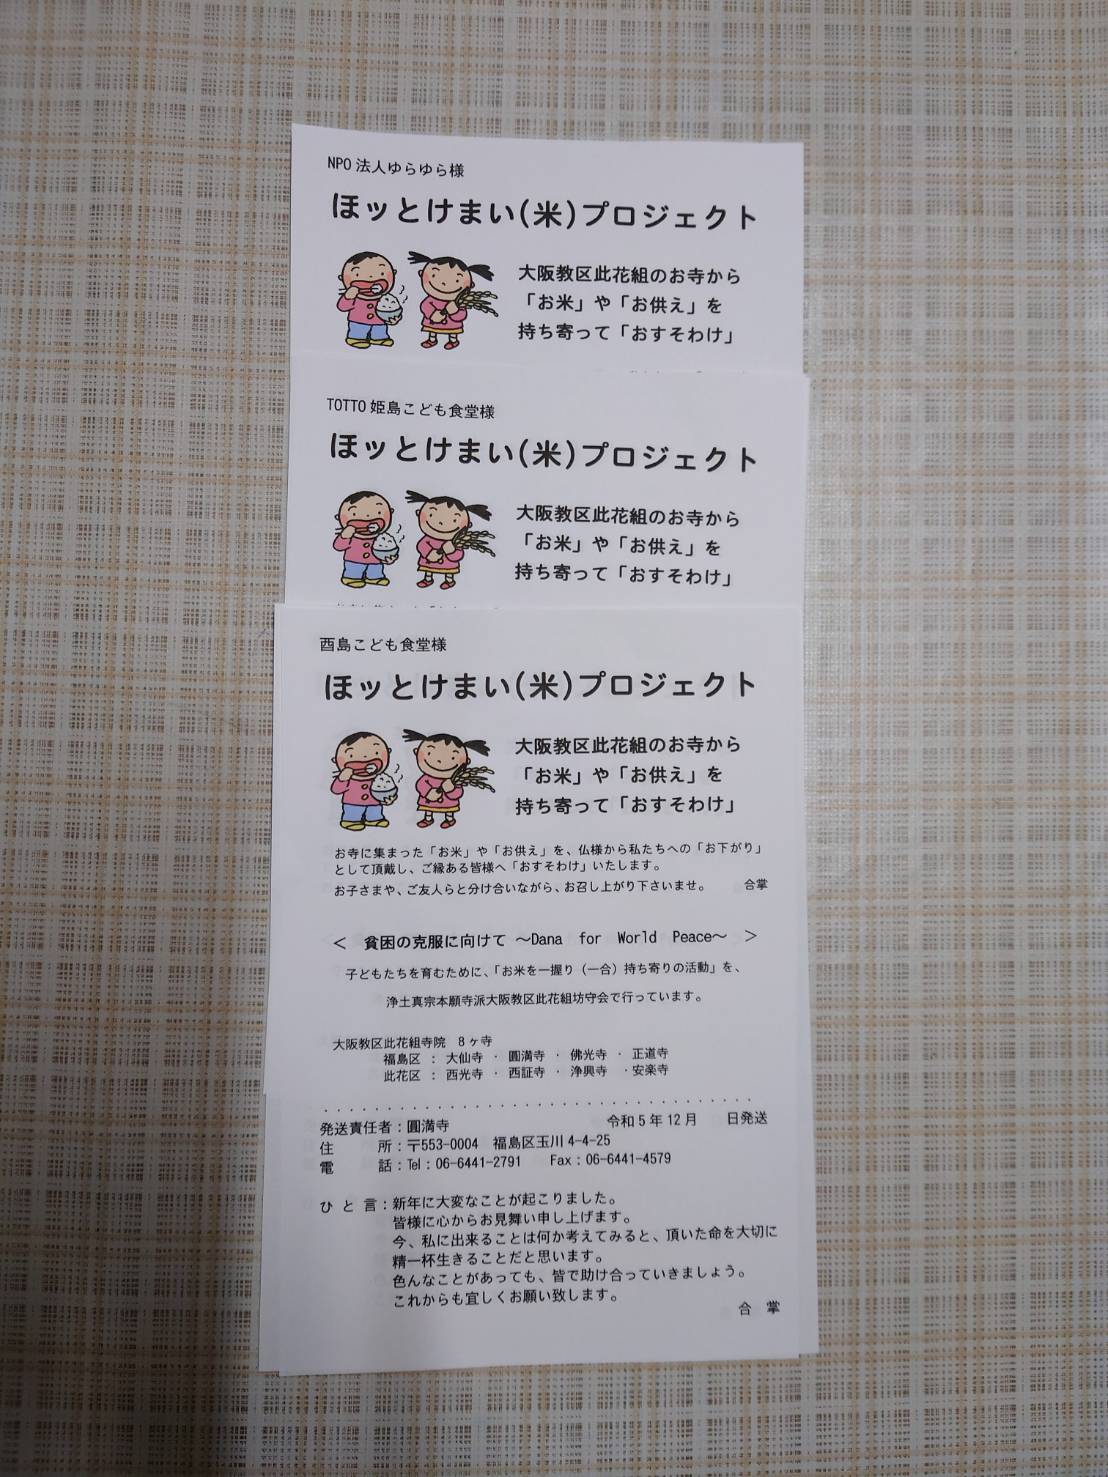 NPO法人ゆらゆら様
ほッとけまい(米)プロジェクト
大阪教区此花組のお寺から
「お米」や「お供え」を
持ち寄って「おすそわけ」
TOTTO姫島こども食堂様
ほッとけまい(米)プロジェクト
大阪教区此花組のお寺から
「お米」や「お供え」を
持ち寄って「おすそわけ」
酉島こども食堂様
ほッとけまい(米)プロジェクト
大阪教区此花組のお寺から
「お米」や「お供え」を
持ち寄って「おすそわけ」
お寺に集まった「お米」や「お供え」を、仏様から私たちへの「お下がり」
として頂戴し、ご縁ある皆様へ「おすそわけ」いたします。
お子さまや、ご友人らと分け合いながら、お召し上がり下さいませ。 合掌
＜ 貧困の克服に向けて ～Dana for World Peace～ ＞
子どもたちを育むために、「お米を一握り（一合）持ち寄りの活動」を、
浄土真宗本願寺派大阪教区此花組坊守会で行っています。
大阪教区此花組寺院 8ヶ寺
福島区 ： 大仙寺 ・ 圓満寺 ・ 佛光寺 ・ 正道寺
此花区 ： 西光寺 ・ 西証寺 ・ 浄興寺 ・安楽寺
発送責任者：圓満寺 令和5年12月 日発送
住 所：〒553-0004 福島区玉川4-4-25
電 話：Tel：06-6441-2791 Fax：06-6441-4579
ひ と 言：新年に大変なことが起こりました。
皆様に心からお見舞い申し上げます。
今、私に出来ることは何か考えてみると、頂いた命を大切に
精一杯生きることだと思います。
色んなことがあっても、皆で助け合っていきましょう。
これからも宜しくお願い致します。
合 掌